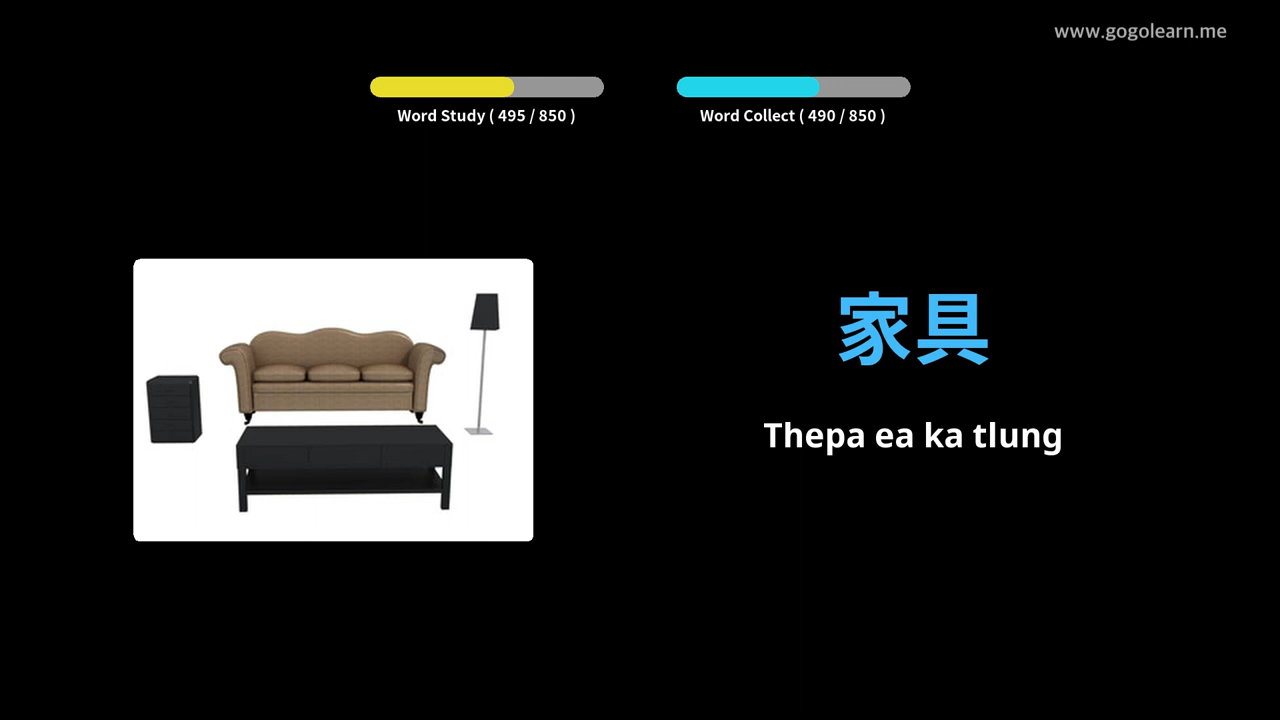 www.gogolearn.me
Word Study ( 495 / 850 )
Word Collect ( 490 / 850 )
家具
Thepa ea ka tlung